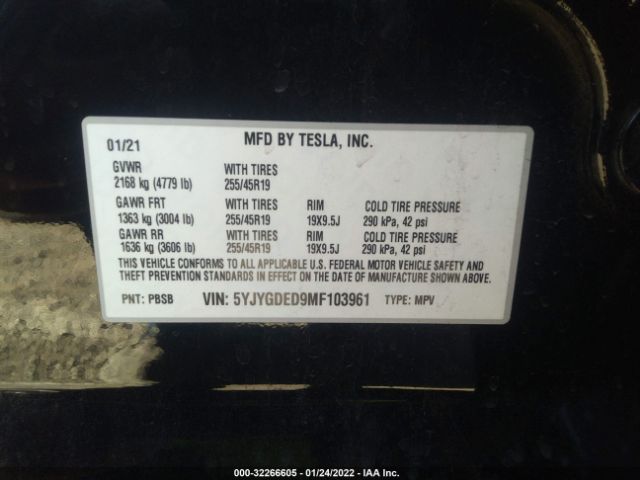 01/21 MFD BY TESLA, INC.
GVWR WITH TIRES
2168 kg (4779 lb) 255/45R19
GAWR FRT WITH TIRES RIM COLD TIRE PRESSURE
1363 kg (3004 lb) 255/45R19 19X9.5J 290 kPa, 42 psi
GAWR RR WITH TIRES RIM COLD TIRE PRESSURE
1636 kg (3606 lb) 255/45R19 19X9.5J 290 kPa, 42 psi
THIS VEHICLE CONFORMS TO ALL APPLICABLE U.S. FEDERAL MOTOR VEHICLE SAFETY AND
THEFT PREVENTION STANDARDS IN EFFECT ON THE DATE OF MANUFACTURE SHOWN ABOVE.
PNT: PBSB VIN: 5YJYGDED9MF103961 TYPE: MPV
000-32266605 - 01/24/2022 - IAA Inc.